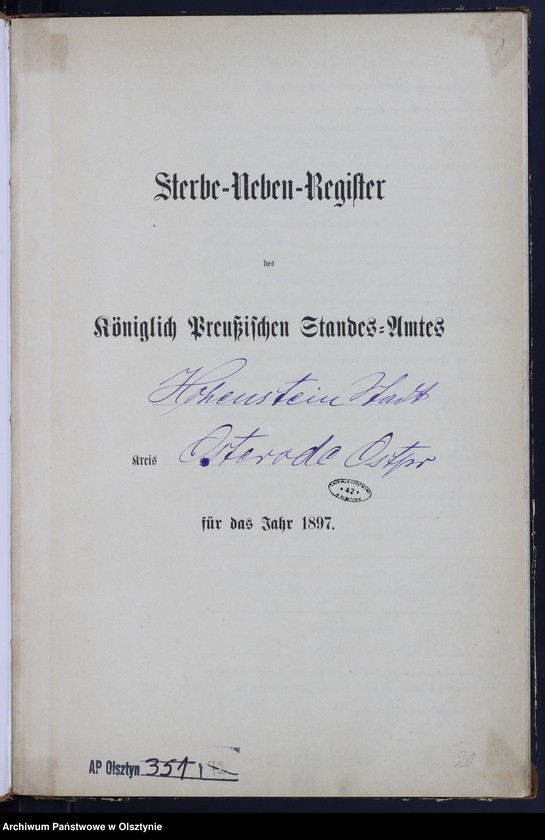 1
Sterbe-Neben-Register
des
Königlich Preußischen Standes-Amtes
Hohenstein Stadt
Kreis Osterode Ostpr
42
für das Jahr 1897.
AP Olsztyn 351/
20
Archiwum Państwowe w Olsztynie